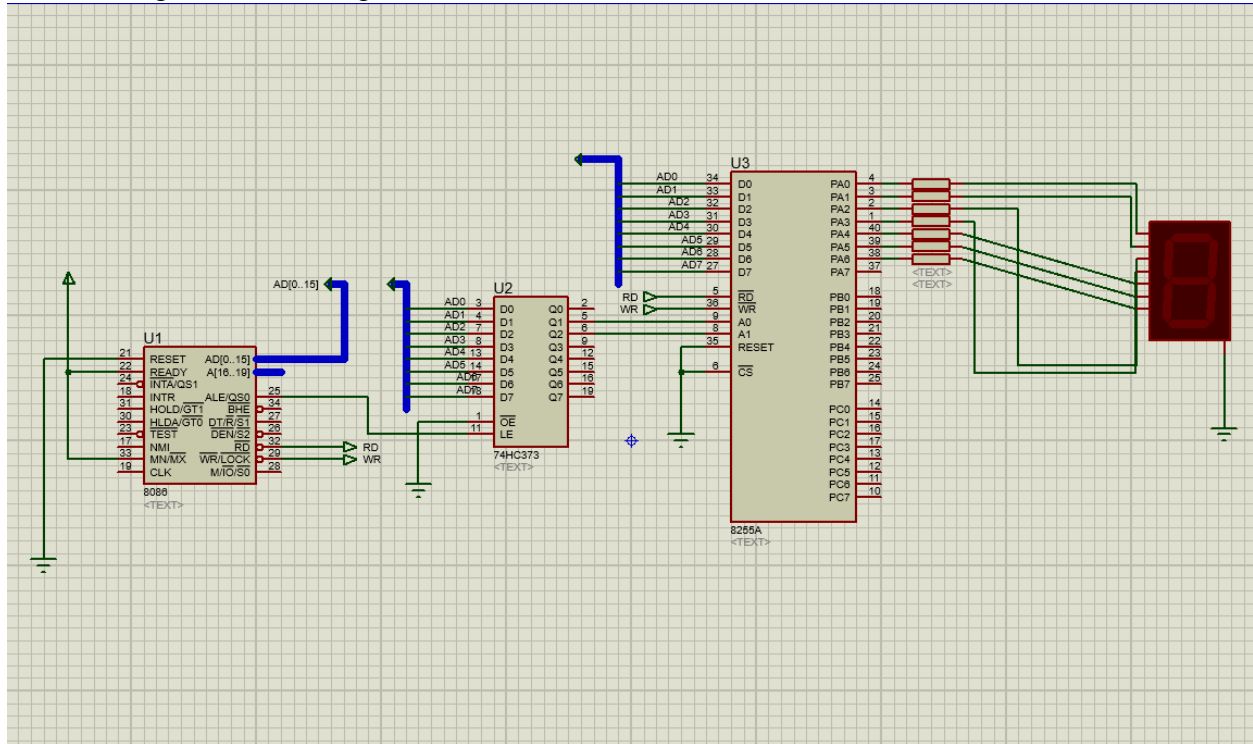 U1
21 RESET AD[0..15]
22 READY A[16..19]
24 INTA/QS1
18 INTR ALE/QS0 25
31 HOLD/GT1 BHE 34
30 HLDA/GT0 DT/R/S1 27
23 TEST DEN/S2 26
17 NMI RD 32
33 MN/MX WR/LOCK 29
19 CLK M/IO/S0 28
8086
<TEXT>
RD
WR
AD[0..15]
U2
AD0 3 D0 Q0 2
AD1 4 D1 Q1 5
AD2 7 D2 Q2 6
AD3 8 D3 Q3 9
AD4 13 D4 Q4 12
AD5 14 D5 Q5 15
AD6 17 D6 Q6 16
AD7 18 D7 Q7 19
1 OE
11 LE
74HC373
<TEXT>
U3
AD0 34 D0 PA0 4
AD1 33 D1 PA1 3
AD2 32 D2 PA2 2
AD3 31 D3 PA3 1
AD4 30 D4 PA4 40
AD5 29 D5 PA5 39
AD6 28 D6 PA6 38
AD7 27 D7 PA7 37
RD 5 RD PB0 18
WR 36 WR PB1 19
9 A0 PB2 20
8 A1 PB3 21
35 RESET PB4 22
PB5 23
6 CS PB6 24
PB7 25
PC0 14
PC1 15
PC2 16
PC3 17
PC4 13
PC5 12
PC6 11
PC7 10
8255A
<TEXT>
<TEXT>
<TEXT>